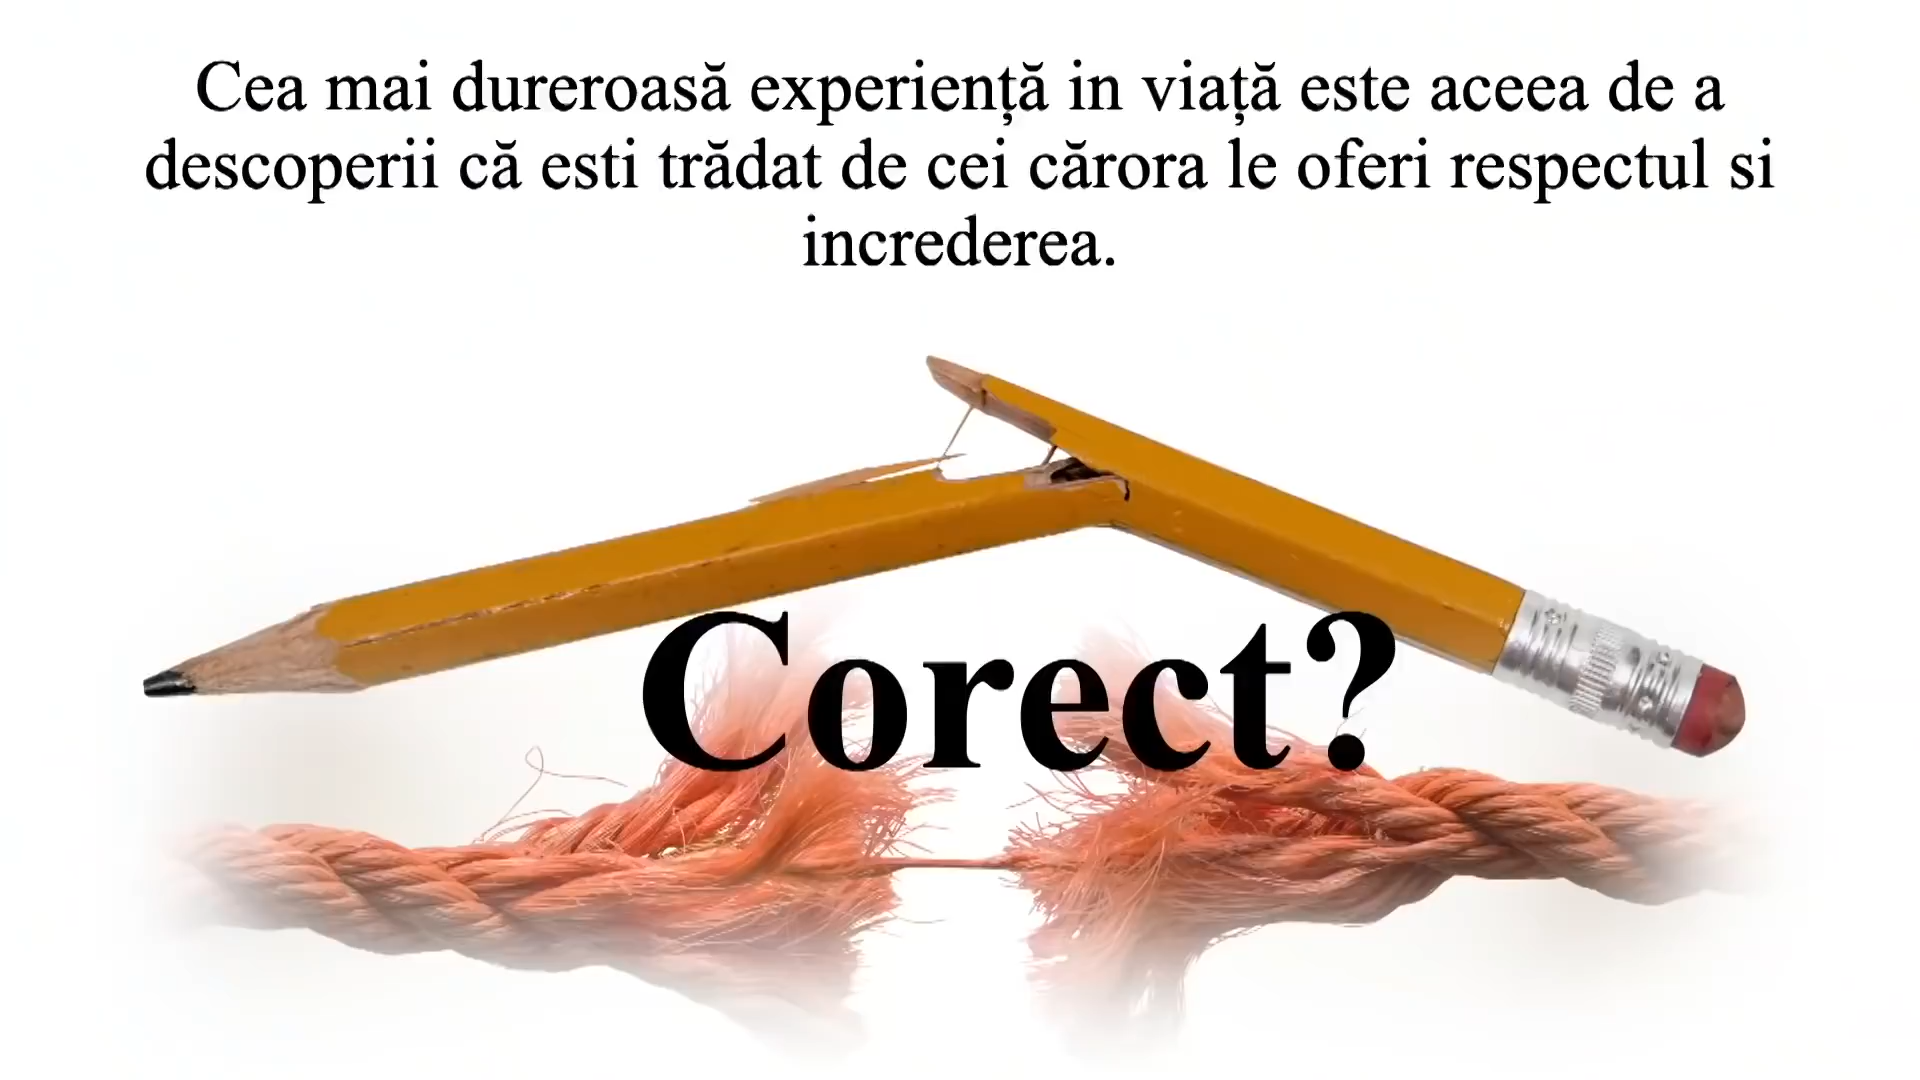 Cea mai dureroasă experiență in viață este aceea de a
descoperii că esti trădat de cei cărora le oferi respectul si
increderea.
Corect?